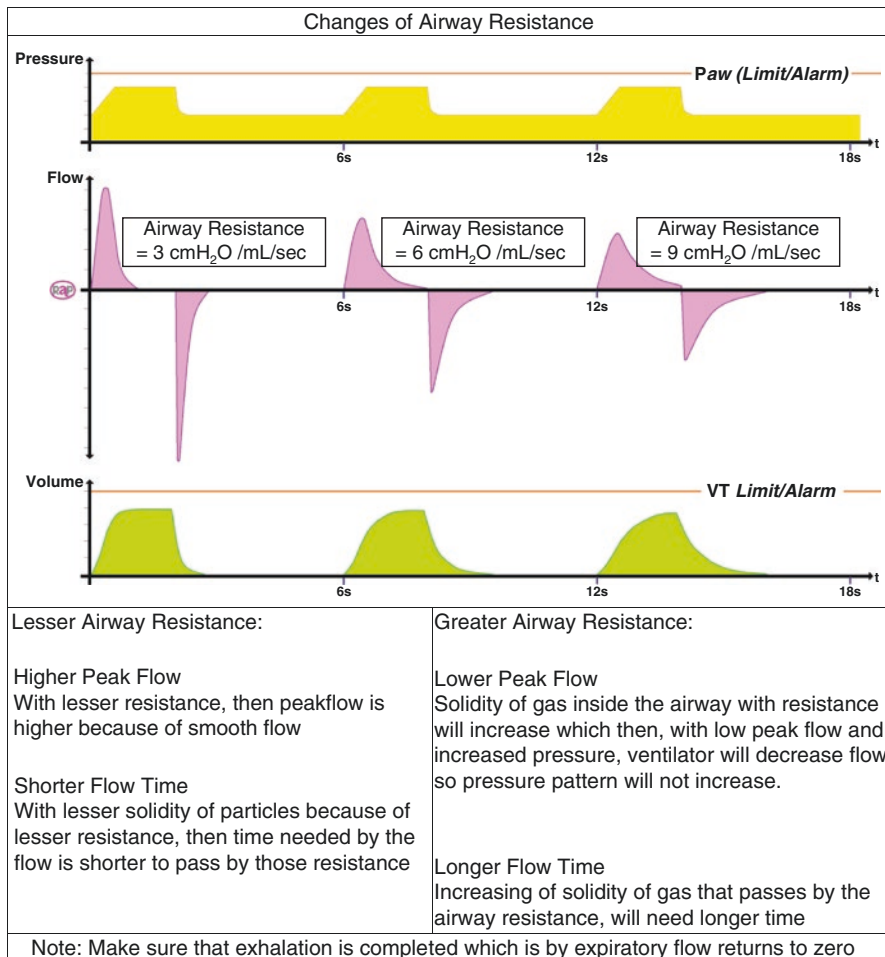 Changes of Airway Resistance
Pressure
Paw (Limit/Alarm)
t
6s
12s
18s
Flow
Airway Resistance
= 3 cmH₂O /mL/sec
Airway Resistance
= 6 cmH₂O /mL/sec
Airway Resistance
= 9 cmH₂O /mL/sec
t
6s
12s
18s
Volume
VT Limit/Alarm
t
6s
12s
18s
Lesser Airway Resistance:
Higher Peak Flow
With lesser resistance, then peakflow is
higher because of smooth flow
Shorter Flow Time
With lesser solidity of particles because of
lesser resistance, then time needed by the
flow is shorter to pass by those resistance
Greater Airway Resistance:
Lower Peak Flow
Solidity of gas inside the airway with resistance
will increase which then, with low peak flow and
increased pressure, ventilator will decrease flow
so pressure pattern will not increase.
Longer Flow Time
Increasing of solidity of gas that passes by the
airway resistance, will need longer time
Note: Make sure that exhalation is completed which is by expiratory flow returns to zero